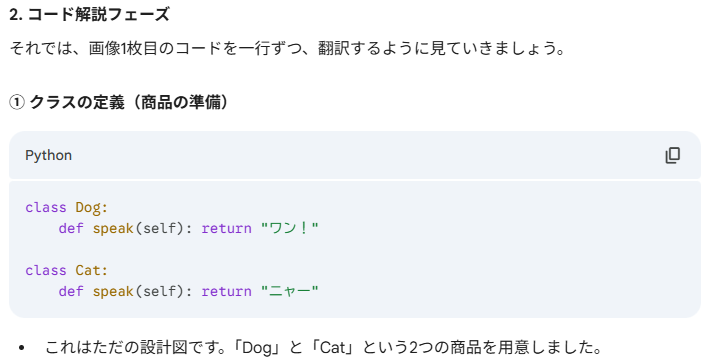 2. コード解説フェーズ
それでは、画像1枚目のコードを一行ずつ、翻訳するように見ていきましょう。
① クラスの定義（商品の準備）
Python
class Dog:
    def speak(self): return "ワン！"
class Cat:
    def speak(self): return "ニャー"
• これはただの設計図です。「Dog」と「Cat」という2つの商品を用意しました。